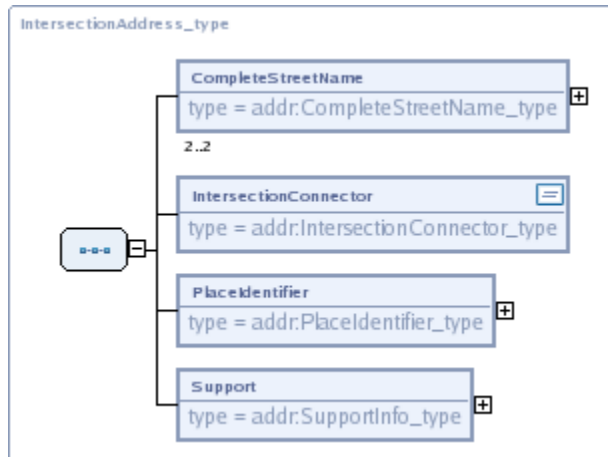 IntersectionAddress_type
CompleteStreetName
type = addr:CompleteStreetName_type
2..2
IntersectionConnector
type = addr:IntersectionConnector_type
PlaceIdentifier
type = addr:PlaceIdentifier_type
Support
type = addr:SupportInfo_type